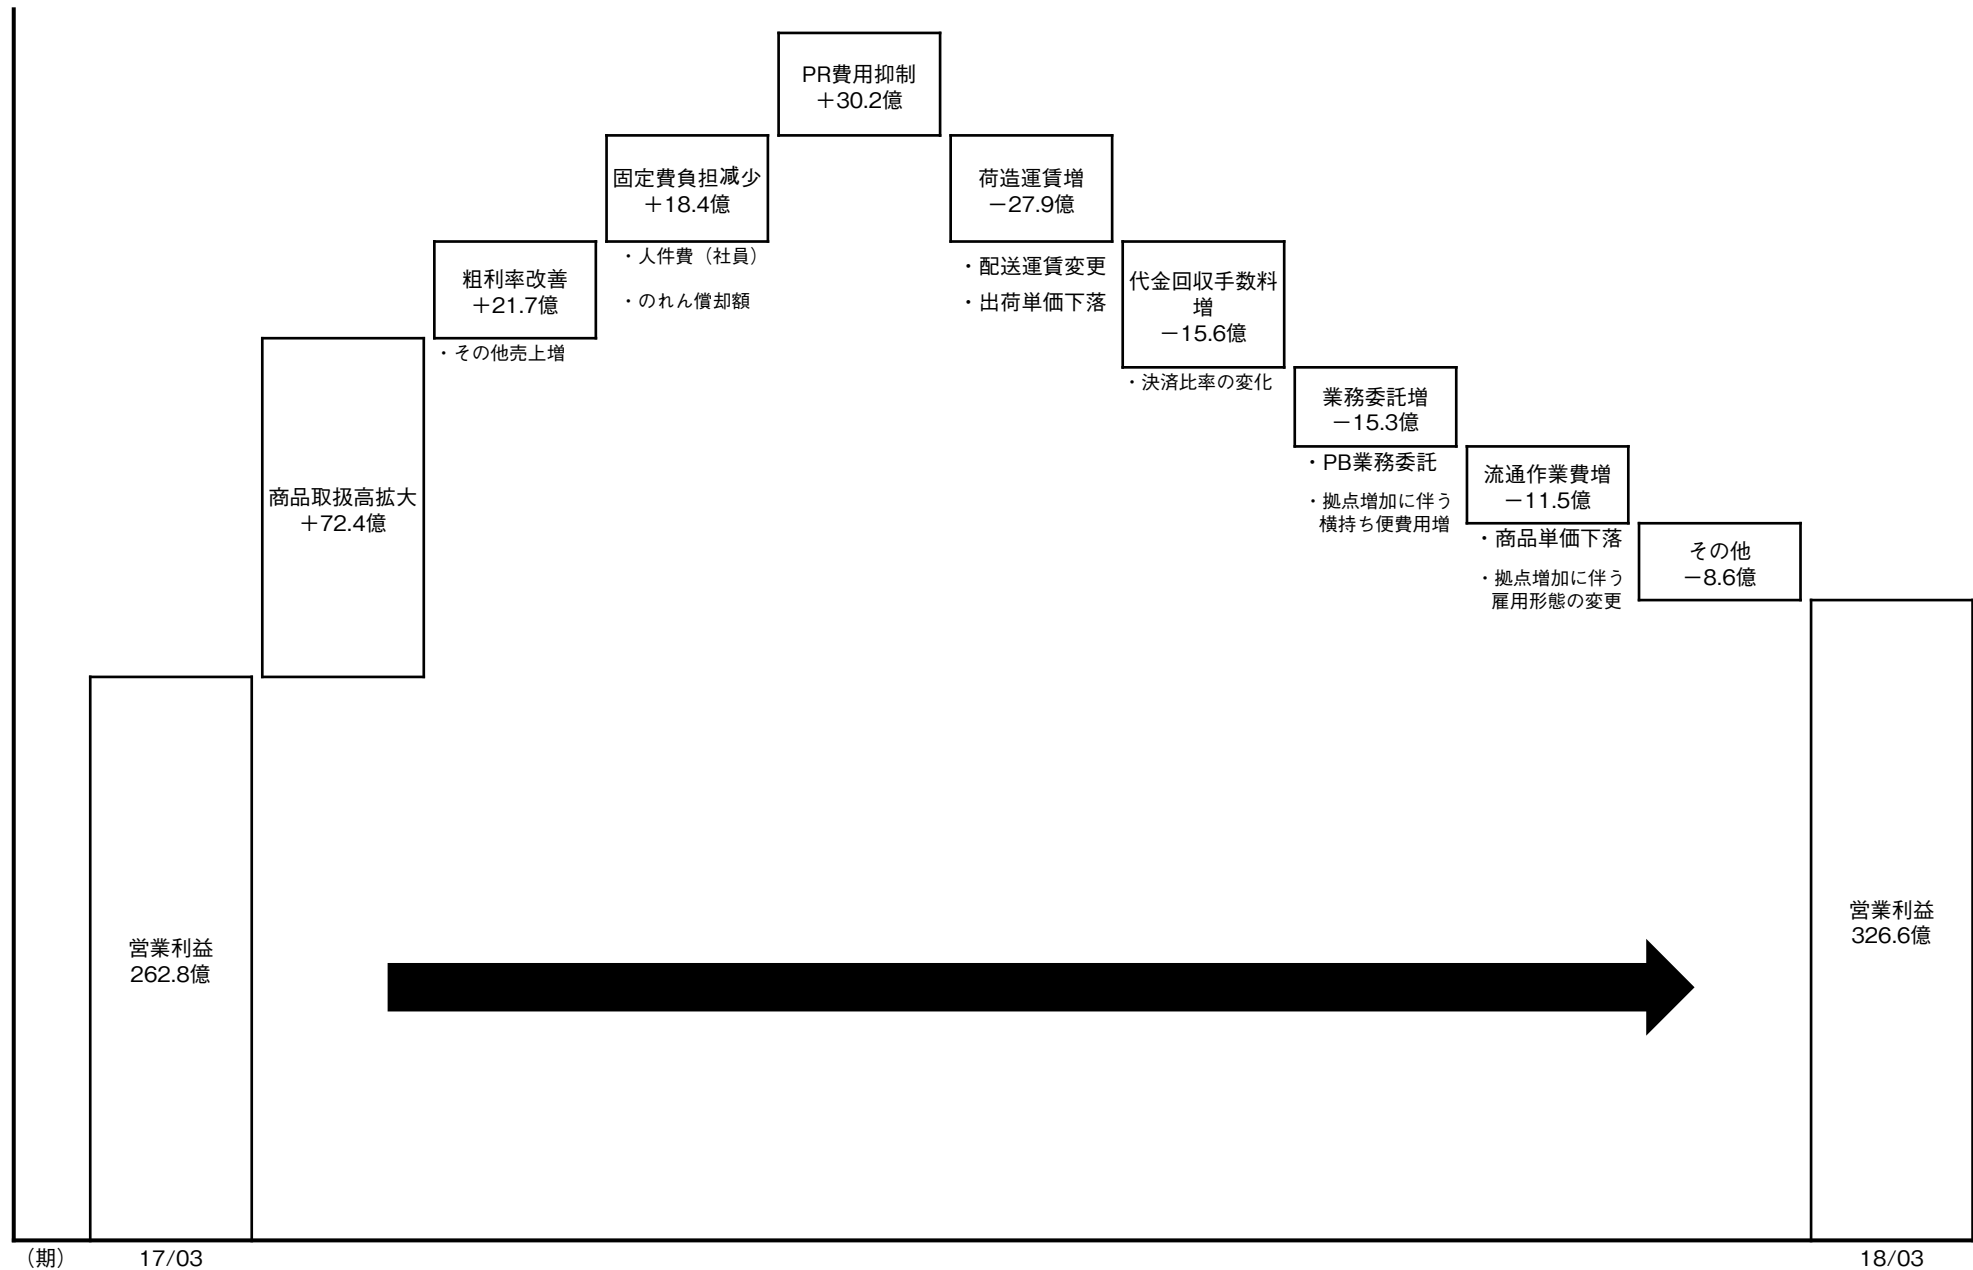 PR費用抑制
＋30.2億
固定費負担減少
＋18.4億
・人件費（社員）
・のれん償却額
荷造運賃増
－27.9億
・配送運賃変更
・出荷単価下落
粗利率改善
＋21.7億
・その他売上増
代金回収手数料
増
－15.6億
・決済比率の変化
商品取扱高拡大
＋72.4億
業務委託増
－15.3億
・PB業務委託
・拠点増加に伴う
横持ち便費用増
流通作業費増
－11.5億
・商品単価下落
・拠点増加に伴う
雇用形態の変更
その他
－8.6億
営業利益
262.8億
営業利益
326.6億
（期）
17/03
18/03